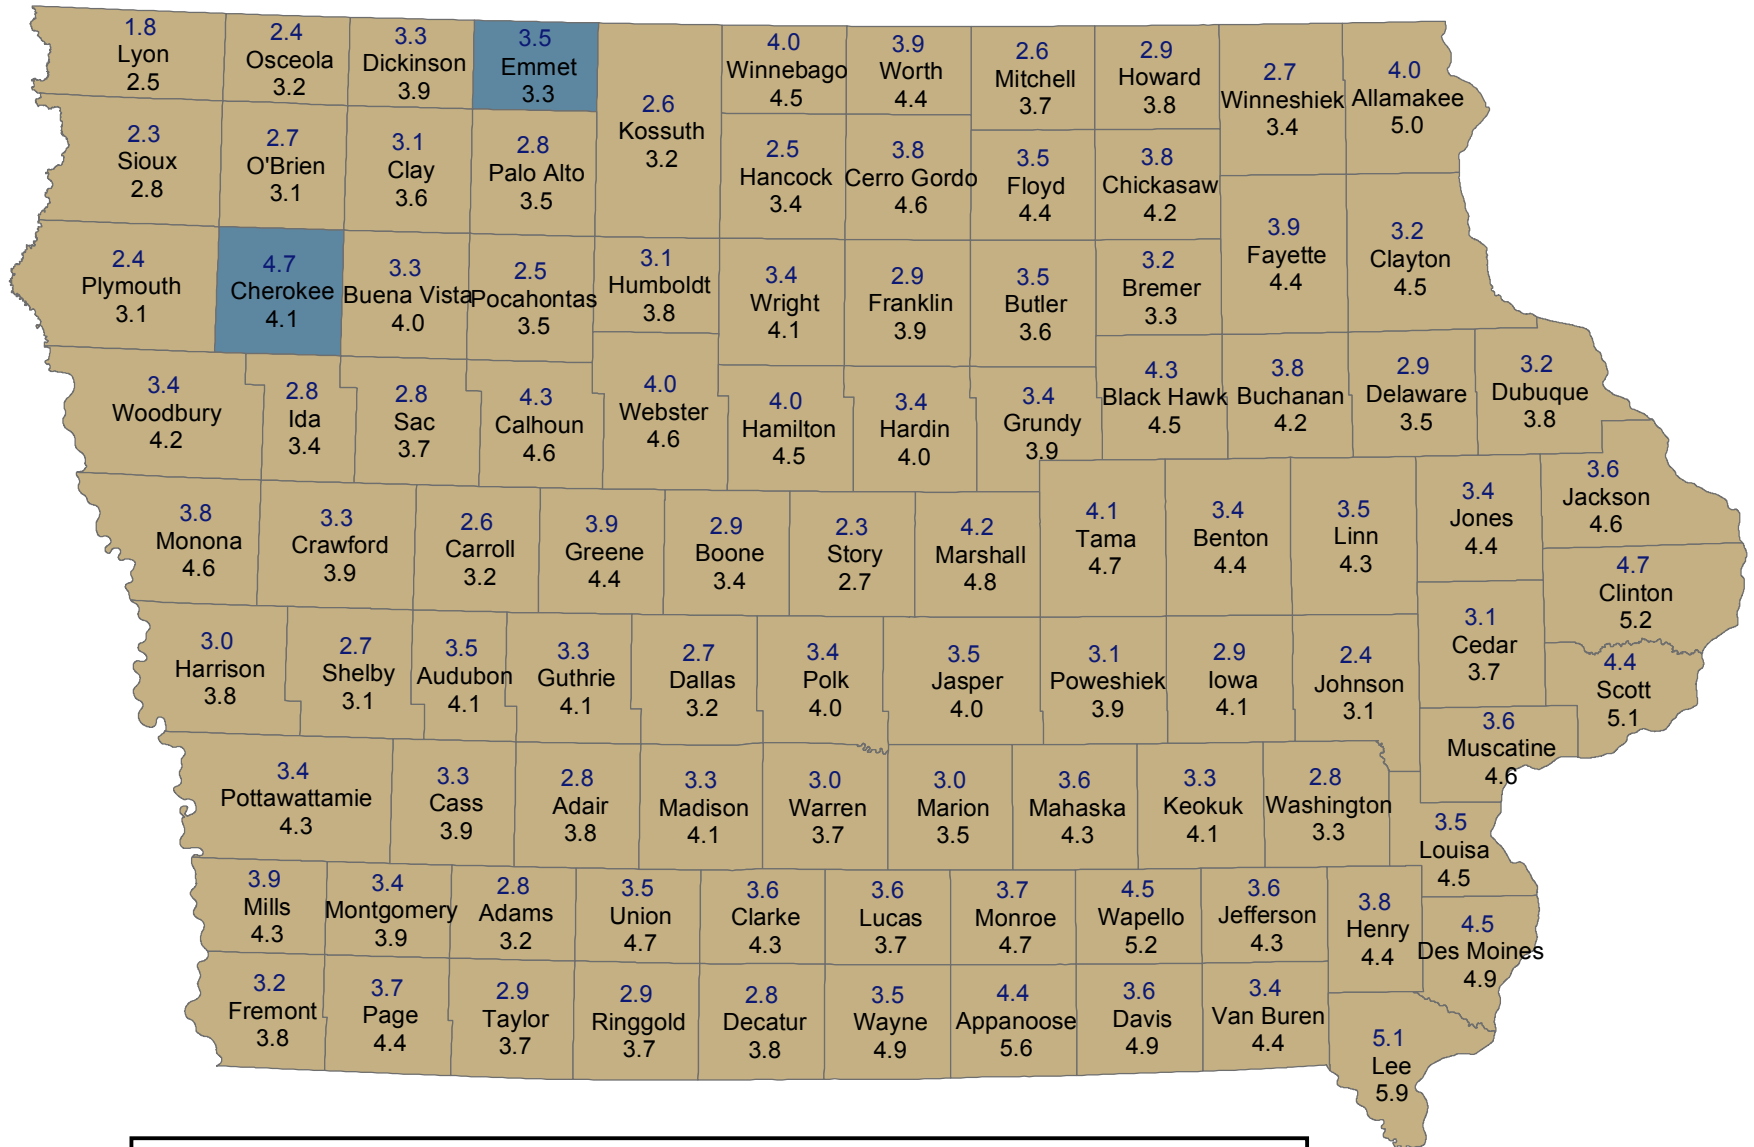 1.8
Lyon
2.5
2.4
Osceola
3.2
3.3
Dickinson
3.9
3.5
Emmet
3.3
2.6
Kossuth
3.2
4.0
Winnebago
4.5
3.9
Worth
4.4
2.6
Mitchell
3.7
2.9
Howard
3.8
2.7
Winneshiek
3.4
4.0
Allamakee
5.0
2.3
Sioux
2.8
2.7
O'Brien
3.1
3.1
Clay
3.6
2.8
Palo Alto
3.5
2.5
Hancock
3.4
3.8
Cerro Gordo
4.6
3.5
Floyd
4.4
3.8
Chickasaw
4.2
3.9
Fayette
4.4
3.2
Clayton
4.5
2.4
Plymouth
3.1
4.7
Cherokee
4.1
3.3
Buena Vista
4.0
2.5
Pocahontas
3.5
3.1
Humboldt
3.8
3.4
Wright
4.1
2.9
Franklin
3.9
3.5
Butler
3.6
3.2
Bremer
3.3
3.4
Woodbury
4.2
2.8
Ida
3.4
2.8
Sac
3.7
4.3
Calhoun
4.6
4.0
Webster
4.6
4.0
Hamilton
4.5
3.4
Hardin
4.0
3.4
Grundy
3.9
4.3
Black Hawk
4.5
3.8
Buchanan
4.2
2.9
Delaware
3.5
3.2
Dubuque
3.8
3.8
Monona
4.6
3.3
Crawford
3.9
2.6
Carroll
3.2
3.9
Greene
4.4
2.9
Boone
3.4
2.3
Story
2.7
4.2
Marshall
4.8
4.1
Tama
4.7
3.4
Benton
4.4
3.5
Linn
4.3
3.4
Jones
4.4
3.6
Jackson
4.6
4.7
Clinton
5.2
3.0
Harrison
3.8
2.7
Shelby
3.1
3.5
Audubon
4.1
3.3
Guthrie
4.1
2.7
Dallas
3.2
3.4
Polk
4.0
3.5
Jasper
4.0
3.1
Poweshiek
3.9
2.9
Iowa
4.1
2.4
Johnson
3.1
3.1
Cedar
3.7
4.4
Scott
5.1
3.6
Muscatine
4.6
3.4
Pottawattamie
4.3
3.3
Cass
3.9
2.8
Adair
3.8
3.3
Madison
4.1
3.0
Warren
3.7
3.0
Marion
3.5
3.6
Mahaska
4.3
3.3
Keokuk
4.1
2.8
Washington
3.3
3.5
Louisa
4.5
3.9
Mills
4.3
3.4
Montgomery
3.9
2.8
Adams
3.2
3.5
Union
4.7
3.6
Clarke
4.3
3.6
Lucas
3.7
3.7
Monroe
4.7
4.5
Wapello
5.2
3.6
Jefferson
4.3
3.8
Henry
4.4
4.5
Des Moines
4.9
3.2
Fremont
3.8
3.7
Page
4.4
2.9
Taylor
3.7
2.9
Ringgold
3.7
2.8
Decatur
3.8
3.5
Wayne
4.9
4.4
Appanoose
5.6
3.6
Davis
4.9
3.4
Van Buren
4.4
5.1
Lee
5.9